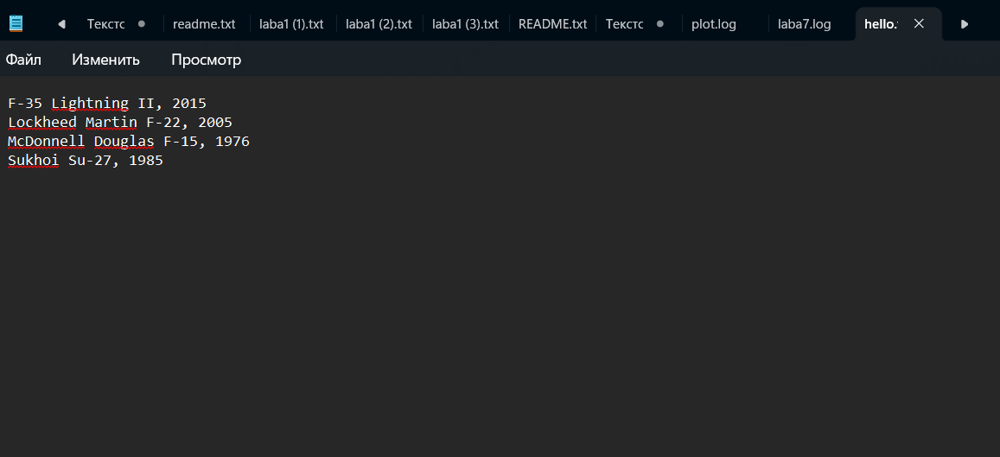 Текстс
readme.txt
laba1 (1).txt
laba1 (2).txt
laba1 (3).txt
README.txt
Текстс
plot.log
laba7.log
hello.
Файл Изменить Просмотр
F-35 Lightning II, 2015
Lockheed Martin F-22, 2005
McDonnell Douglas F-15, 1976
Sukhoi Su-27, 1985